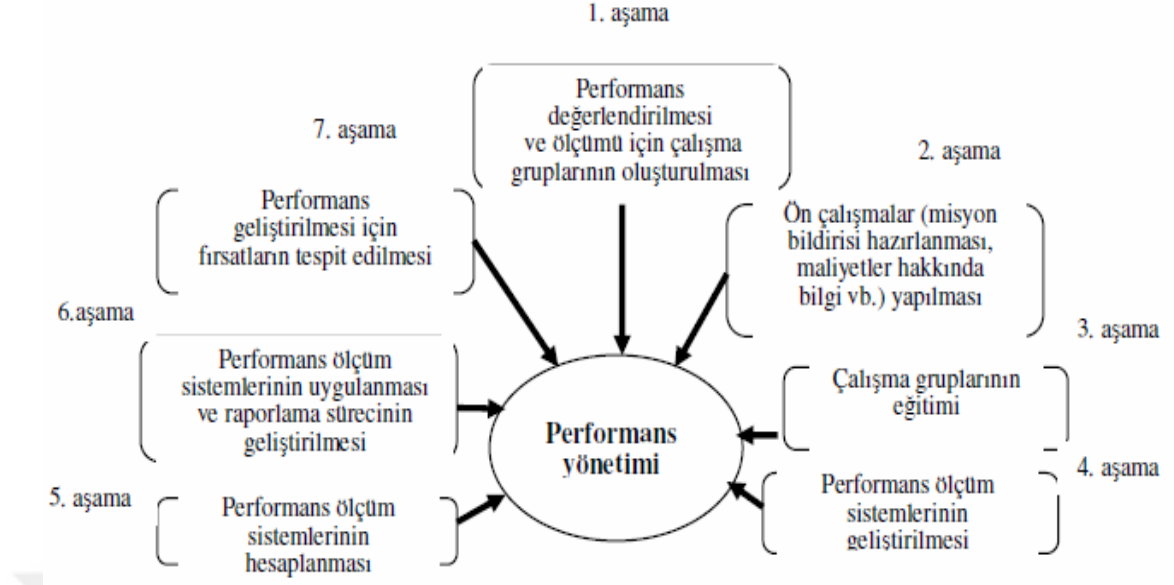 1. aşama
Performans
değerlendirilmesi
ve ölçümü için çalışma
gruplarının oluşturulması
2. aşama
Ön çalışmalar (misyon
bildirisi hazırlanması,
maliyetler hakkında
bilgi vb.) yapılması
3. aşama
Çalışma gruplarının
eğitimi
4. aşama
Performans ölçüm
sistemlerinin
geliştirilmesi
5. aşama
Performans ölçüm
sistemlerinin
hesaplanması
6.aşama
Performans ölçüm
sistemlerinin uygulanması
ve raporlama sürecinin
geliştirilmesi
7. aşama
Performans
geliştirilmesi için
fırsatların tespit edilmesi
Performans
yönetimi